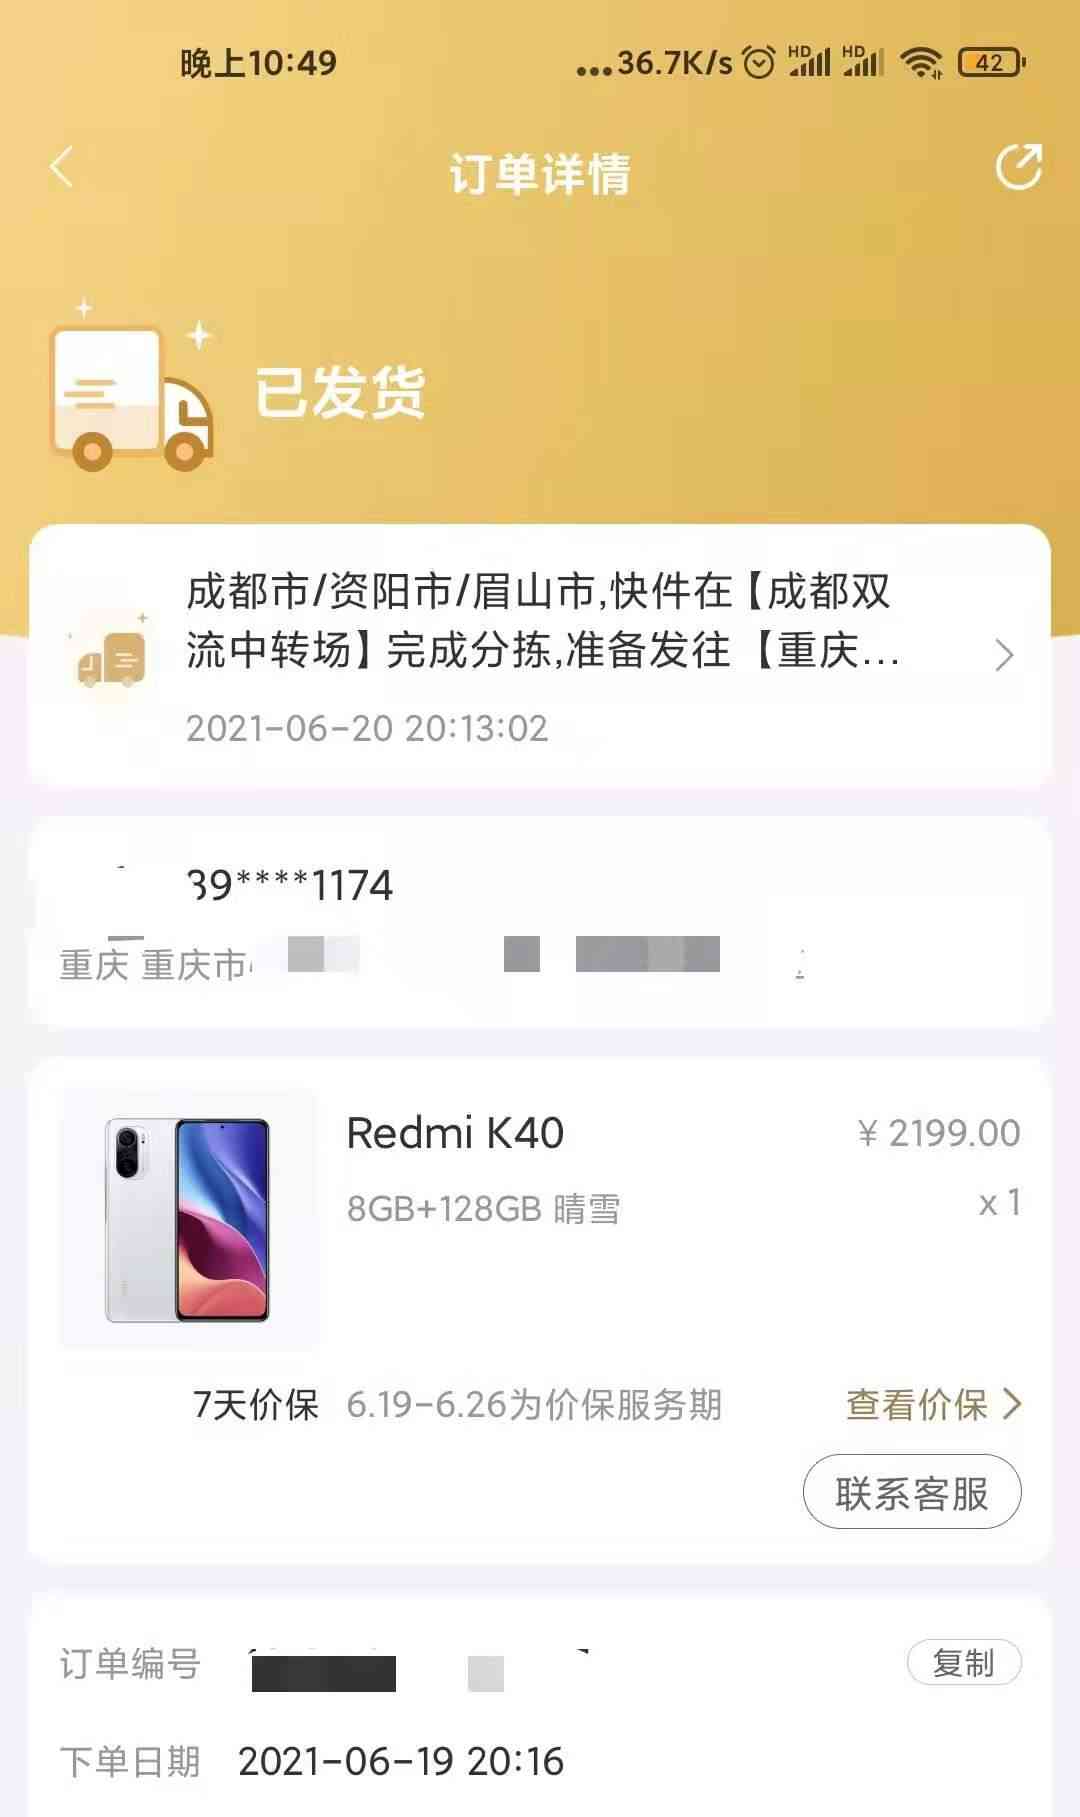 晚上10:49
...36.7K/s HD HD 42
订单详情
已发货
成都市/资阳市/眉山市,快件在【成都双
流中转场】完成分拣,准备发往【重庆...
2021-06-20 20:13:02
39****1174
重庆 重庆市
Redmi K40
¥ 2199.00
8GB+128GB 晴雪
x 1
7天价保 6.19-6.26为价保服务期 查看价保
联系客服
订单编号
复制
下单日期 2021-06-19 20:16